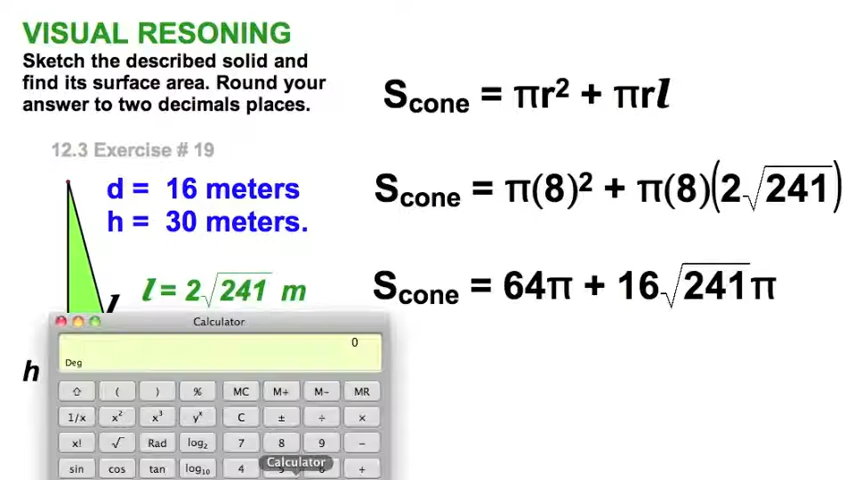 VISUAL RESONING
Sketch the described solid and
find its surface area. Round your
answer to two decimals places.
12.3 Exercise # 19
d = 16 meters
h = 30 meters.
l = 2√241 m
l
h
S cone = πr² + πrl
S cone = π(8)² + π(8)(2√241)
S cone = 64π + 16√241π
Calculator
0
Deg
⇧ ( ) % MC M+ M- MR
1/x x² x³ yˣ C ± ÷ ×
x! √ Rad log₂ 7 8 9 −
sin cos tan log₁₀ 4 +
Calculator